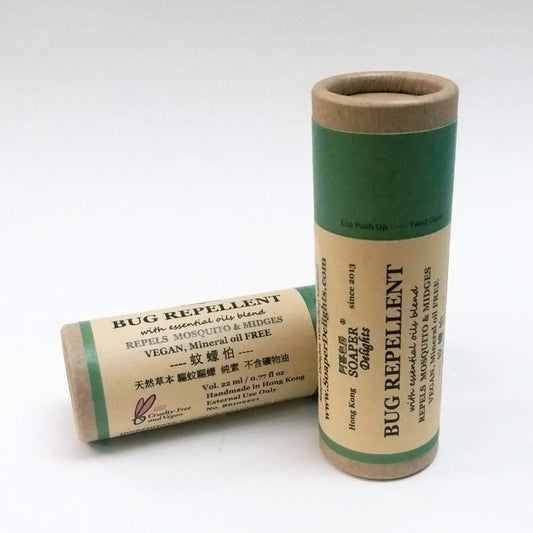 BUG REPELLENT
with essential oils blend
REPELS MOSQUITO & MIDGES
VEGAN, Mineral oil FREE
---- 蚊 蠓 怕 ----
天然草本 驅蚊驅蠓 純素 不含礦物油
Vol. 22 ml / 0.77 fl oz
Handmade in Hong Kong
External Use Only
Cruelty-Free
and Vegan
Eco Push Up --- Twist Open
www.SoaperDelights.com
Hong Kong
SOAPER ®
Delights
since 2013
BUG REPELLENT
with essential oils blend
REPELS MOSQUITO & MIDGES
VEGAN, Mineral oil FREE
蚊 蠓 怕